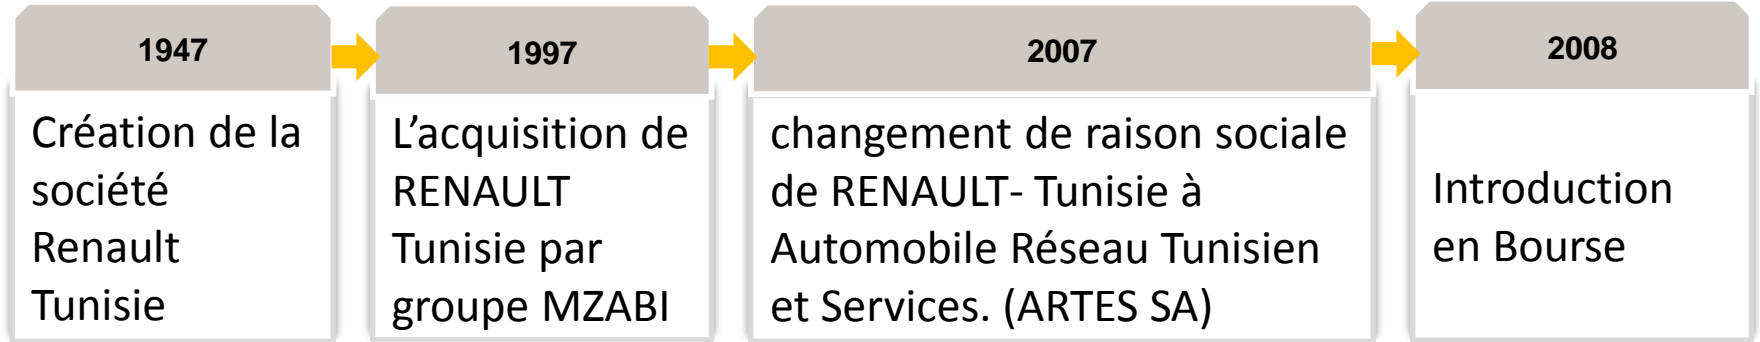 1947
Création de la
société
Renault
Tunisie
1997
L’acquisition de
RENAULT
Tunisie par
groupe MZABI
2007
changement de raison sociale
de RENAULT- Tunisie à
Automobile Réseau Tunisien
et Services. (ARTES SA)
2008
Introduction
en Bourse